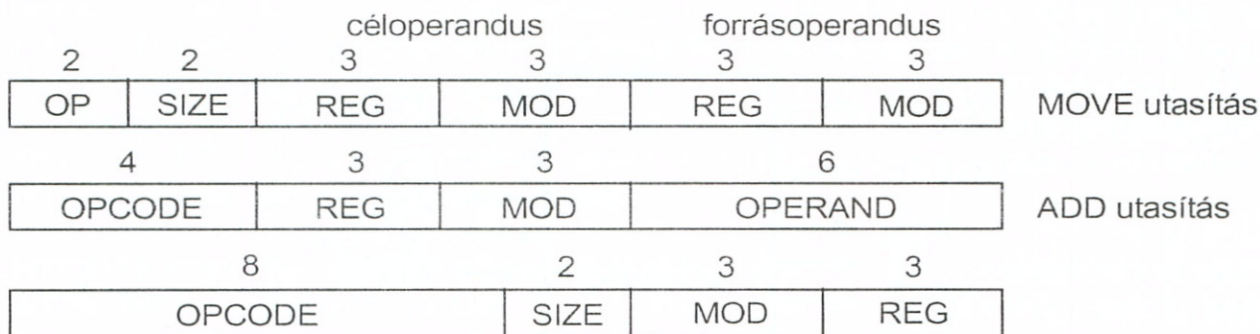 céloperandus forrásoperandus
2 2 3 3 3 3
OP SIZE REG MOD REG MOD MOVE utasítás
4 3 3 6
OPCODE REG MOD OPERAND ADD utasítás
8 2 3 3
OPCODE SIZE MOD REG